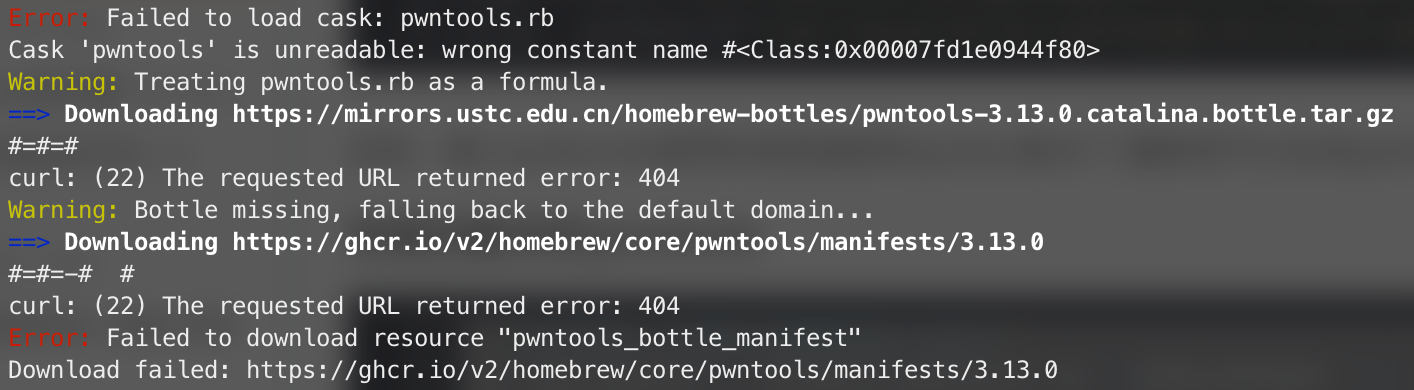 Error: Failed to load cask: pwntools.rb
Cask 'pwntools' is unreadable: wrong constant name #<Class:0x00007fd1e0944f80>
Warning: Treating pwntools.rb as a formula.
==> Downloading https://mirrors.ustc.edu.cn/homebrew-bottles/pwntools-3.13.0.catalina.bottle.tar.gz
#=#=#
curl: (22) The requested URL returned error: 404
Warning: Bottle missing, falling back to the default domain...
==> Downloading https://ghcr.io/v2/homebrew/core/pwntools/manifests/3.13.0
#=#=-#  #
curl: (22) The requested URL returned error: 404
Error: Failed to download resource "pwntools_bottle_manifest"
Download failed: https://ghcr.io/v2/homebrew/core/pwntools/manifests/3.13.0